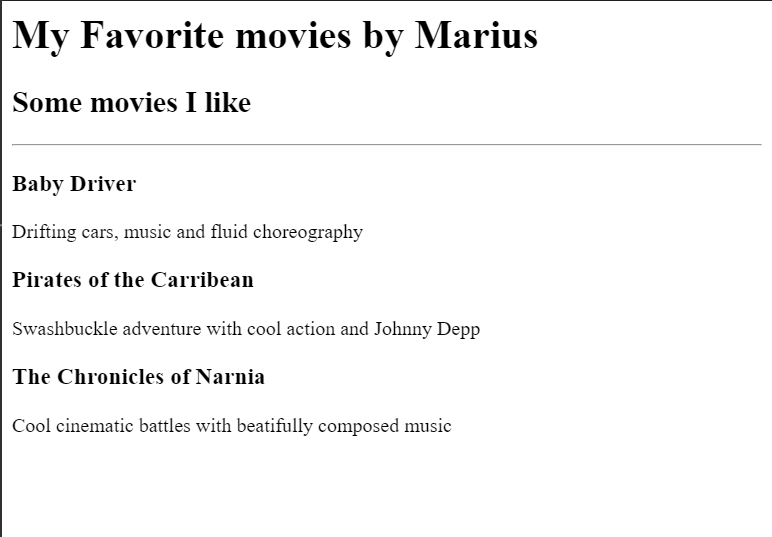 My Favorite movies by Marius
Some movies I like
Baby Driver
Drifting cars, music and fluid choreography
Pirates of the Carribean
Swashbuckle adventure with cool action and Johnny Depp
The Chronicles of Narnia
Cool cinematic battles with beatifully composed music